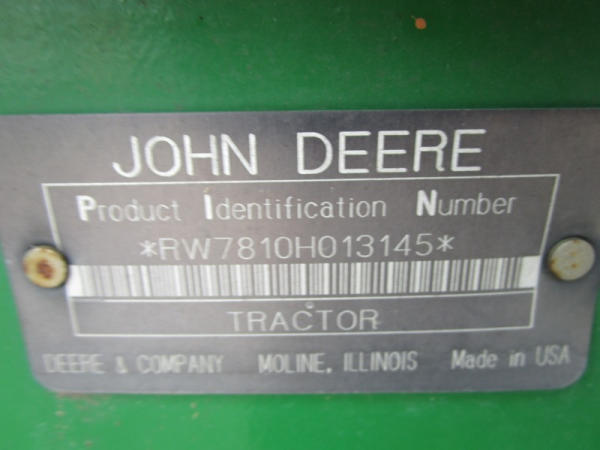 JOHN DEERE
Product Identification Number
*RW7810H013145*
TRACTOR
DEERE & COMPANY MOLINE, ILLINOIS Made in USA